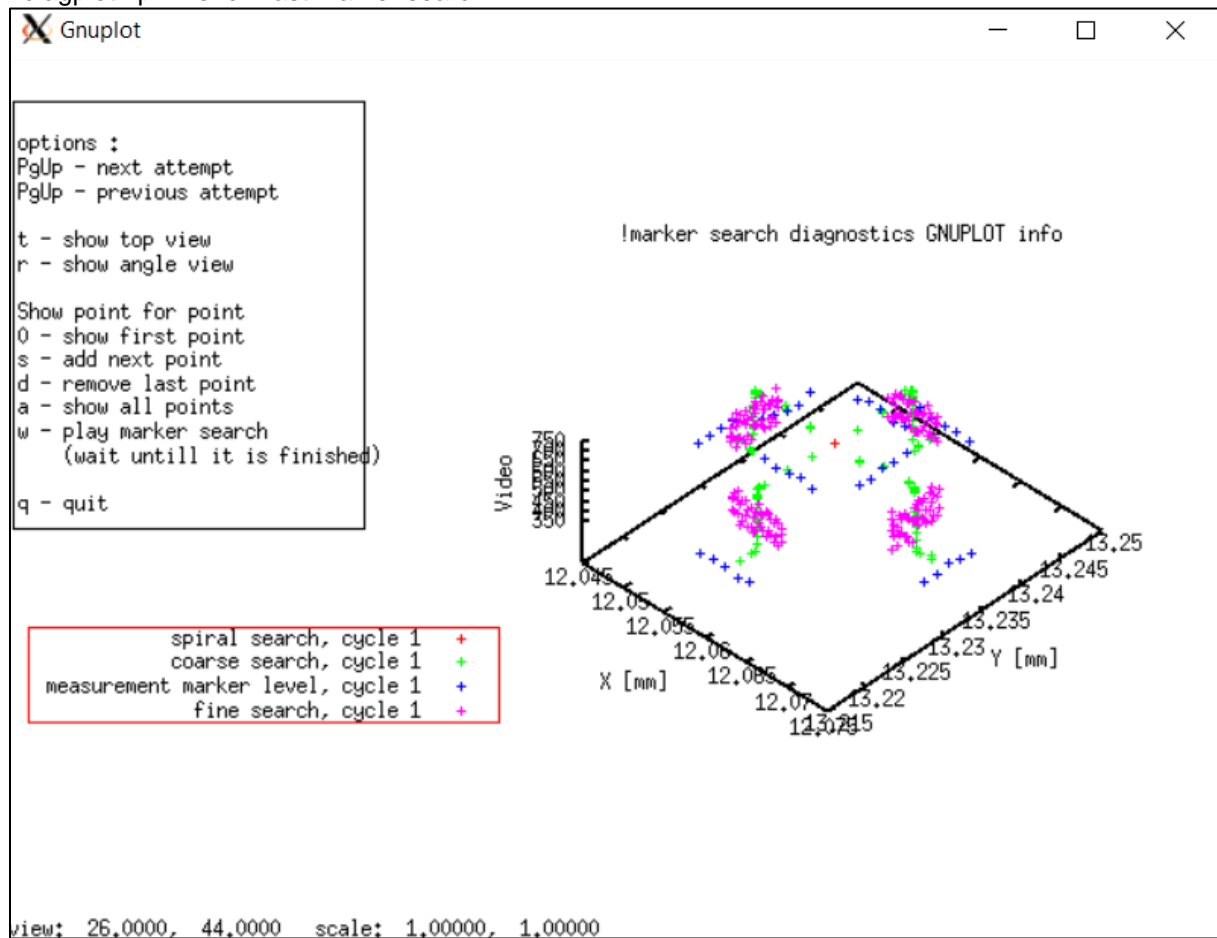 Gnuplot
options :
PgUp - next attempt
PgUp - previous attempt
t - show top view
r - show angle view
Show point for point
0 - show first point
s - add next point
d - remove last point
a - show all points
w - play marker search
(wait untill it is finished)
q - quit
!marker search diagnostics GNUPLOT info
Video
750
350
12.045
12.05
12.055
12.06
12.065
12.07
12.075
X [mm]
13.215
13.22
13.225
13.23
13.235
13.24
13.245
13.25
Y [mm]
spiral search, cycle 1
coarse search, cycle 1
measurement marker level, cycle 1
fine search, cycle 1
view: 26.0000, 44.0000 scale: 1.00000, 1.00000